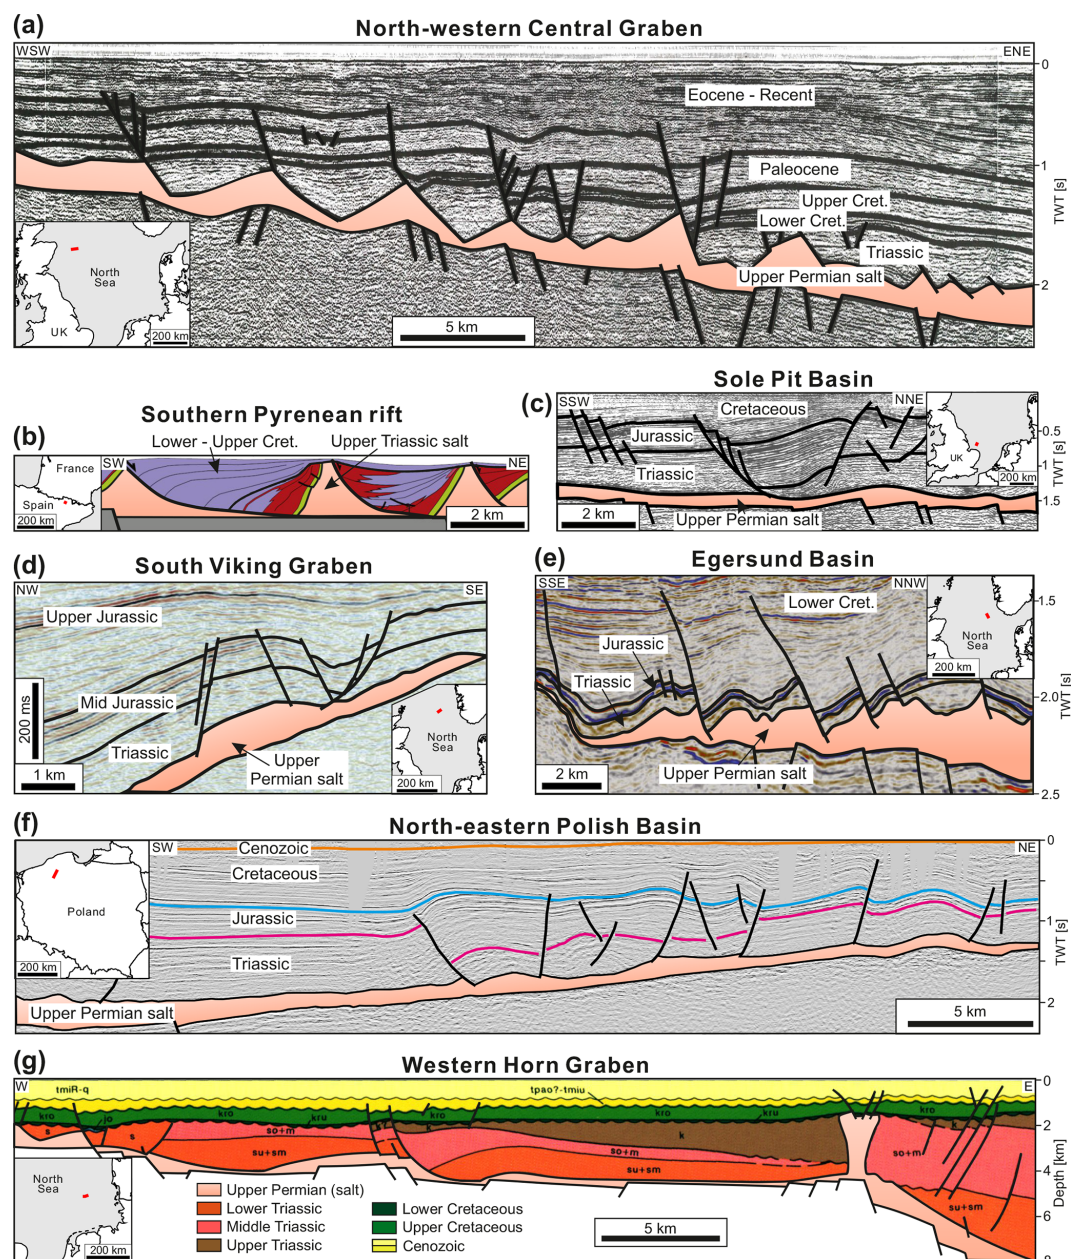 (a)
North-western Central Graben
WSW
ENE
0
Eocene - Recent
Paleocene
1
Upper Cret.
Lower Cret.
Triassic
Upper Permian salt
2
TWT [s]
North
Sea
UK
200 km
5 km
(b)
Southern Pyrenean rift
Lower - Upper Cret.
Upper Triassic salt
France
Spain
200 km
SW
NE
2 km
(c)
Sole Pit Basin
SSW
NNE
Cretaceous
Jurassic
Triassic
Upper Permian salt
2 km
UK
200 km
0.5
1
1.5
TWT [s]
(d)
South Viking Graben
NW
SE
Upper Jurassic
Mid Jurassic
Triassic
Upper
Permian salt
200 ms
1 km
North
Sea
200 km
(e)
Egersund Basin
SSE
NNW
Lower Cret.
Jurassic
Triassic
Upper Permian salt
2 km
North
Sea
200 km
1.5
2.0
2.5
TWT [s]
(f)
North-eastern Polish Basin
Poland
200 km
SW
NE
Cenozoic
Cretaceous
Jurassic
Triassic
Upper Permian salt
5 km
0
1
2
TWT [s]
(g)
Western Horn Graben
W
E
tmiR-q
tpao?-tmiu
kro
jo
kro
kru
kro
kro
kru
kro
s
s
so+m
su+sm
k
so+m
su+sm
so+m
su+sm
0
2
4
6
8
Depth [km]
North
Sea
200 km
Upper Permian (salt)
Lower Triassic
Middle Triassic
Upper Triassic
Lower Cretaceous
Upper Cretaceous
Cenozoic
5 km